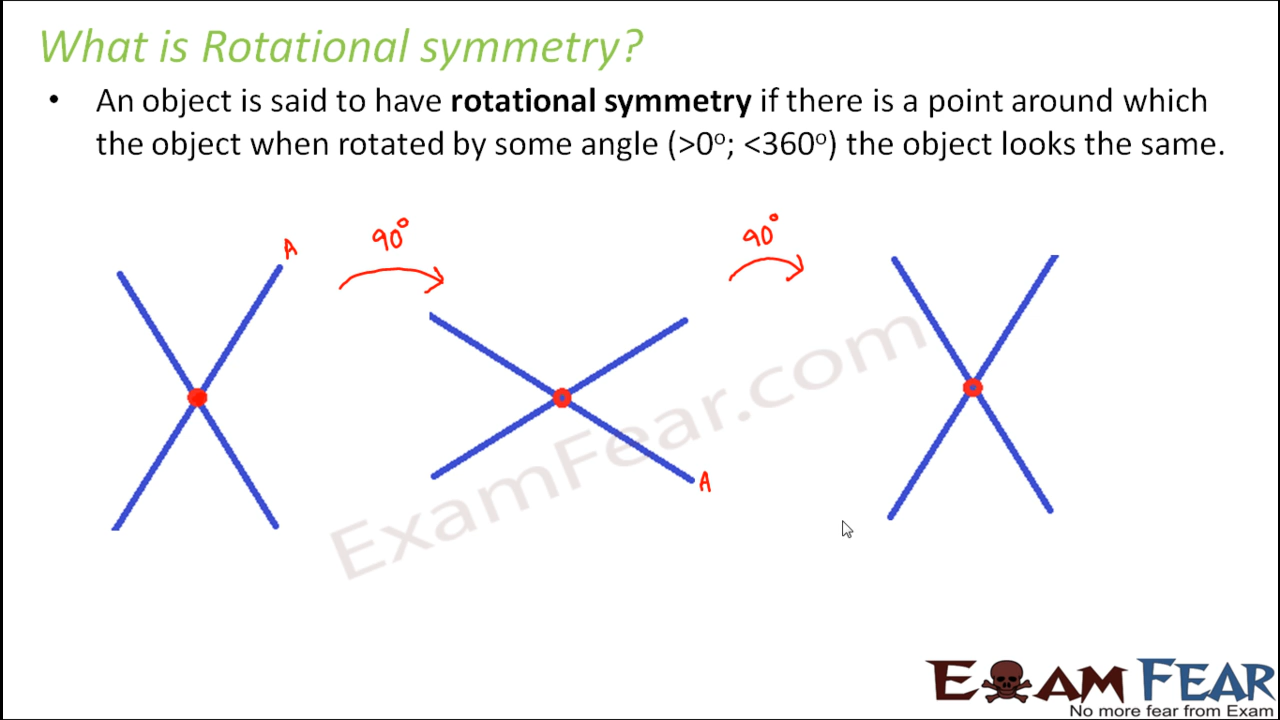 What is Rotational symmetry?
• An object is said to have rotational symmetry if there is a point around which
the object when rotated by some angle (>0º; <360º) the object looks the same.
A
90°
90°
A
ExamFear.com
EXAM FEAR
No more fear from Exam